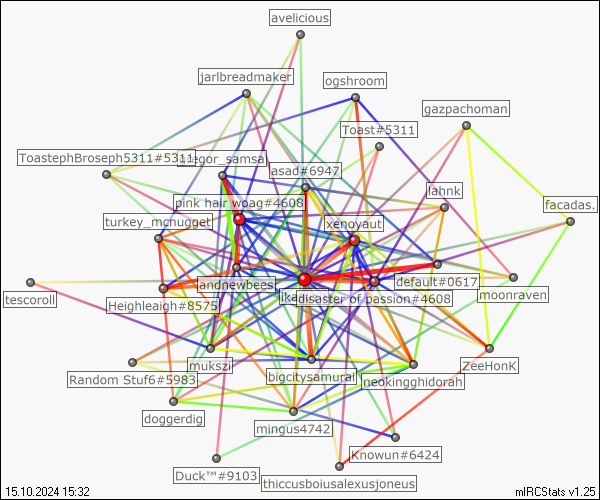 avelicious
jarlbreadmaker
ogshroom
gazpachoman
Toast#5311
ToastephBroseph5311#5311
egor_samsa
asad#6947
lahnk
pink hair woag#4608
facadas.
turkey_mcnugget
xenoyaut
landnewbees
default#0617
tescoroll
Heighleaigh#8575
disaster of passion#4608
moonraven
mukszi
Random Stuf6#5983
bigcitysamurai
neokingghidorah
ZeeHonK
doggerdig
mingus4742
Knowun#6424
Duck™#9103
thiccusboiusalexusjoneus
15.10.2024 15:32
mIRCStats v1.25